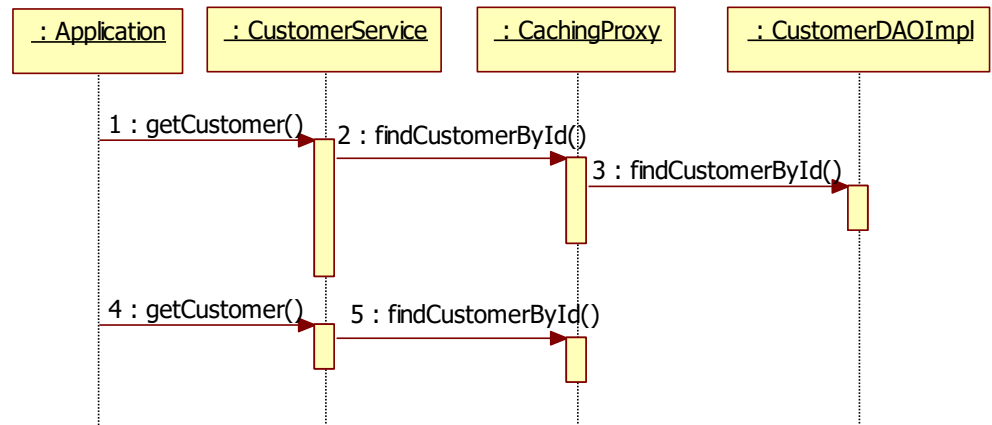 : Application
: CustomerService
: CachingProxy
: CustomerDAOImpl
1 : getCustomer()
2 : findCustomerById()
3 : findCustomerById()
4 : getCustomer()
5 : findCustomerById()